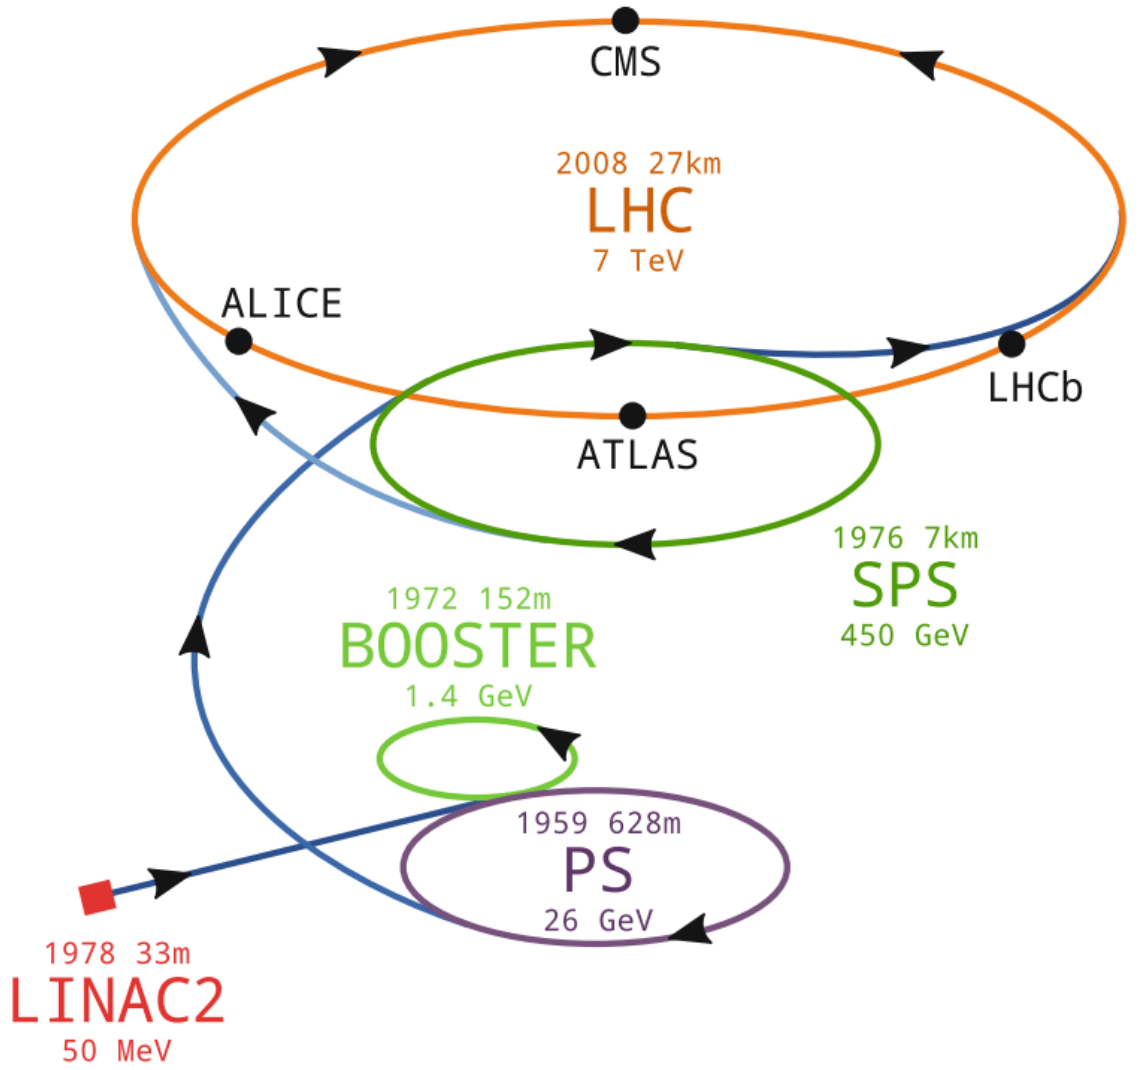 CMS
2008 27km
LHC
7 TeV
ALICE
LHCb
ATLAS
1976 7km
SPS
450 GeV
1972 152m
BOOSTER
1.4 GeV
1959 628m
PS
26 GeV
1978 33m
LINAC2
50 MeV